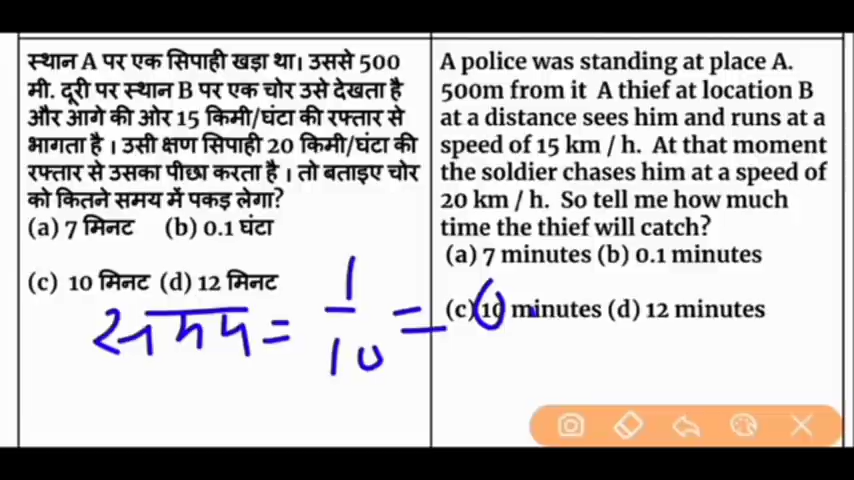 स्थान A पर एक सिपाही खड़ा था। उससे 500
मी. दूरी पर स्थान B पर एक चोर उसे देखता है
और आगे की ओर 15 किमी/घंटा की रफ्तार से
भागता है । उसी क्षण सिपाही 20 किमी/घंटा की
रफ्तार से उसका पीछा करता है । तो बताइए चोर
को कितने समय में पकड़ लेगा?
(a) 7 मिनट (b) 0.1 घंटा
(c) 10 मिनट (d) 12 मिनट
समय = 1/10 = 0.
A police was standing at place A.
500m from it A thief at location B
at a distance sees him and runs at a
speed of 15 km / h. At that moment
the soldier chases him at a speed of
20 km / h. So tell me how much
time the thief will catch?
(a) 7 minutes (b) 0.1 minutes
(c) 10 minutes (d) 12 minutes